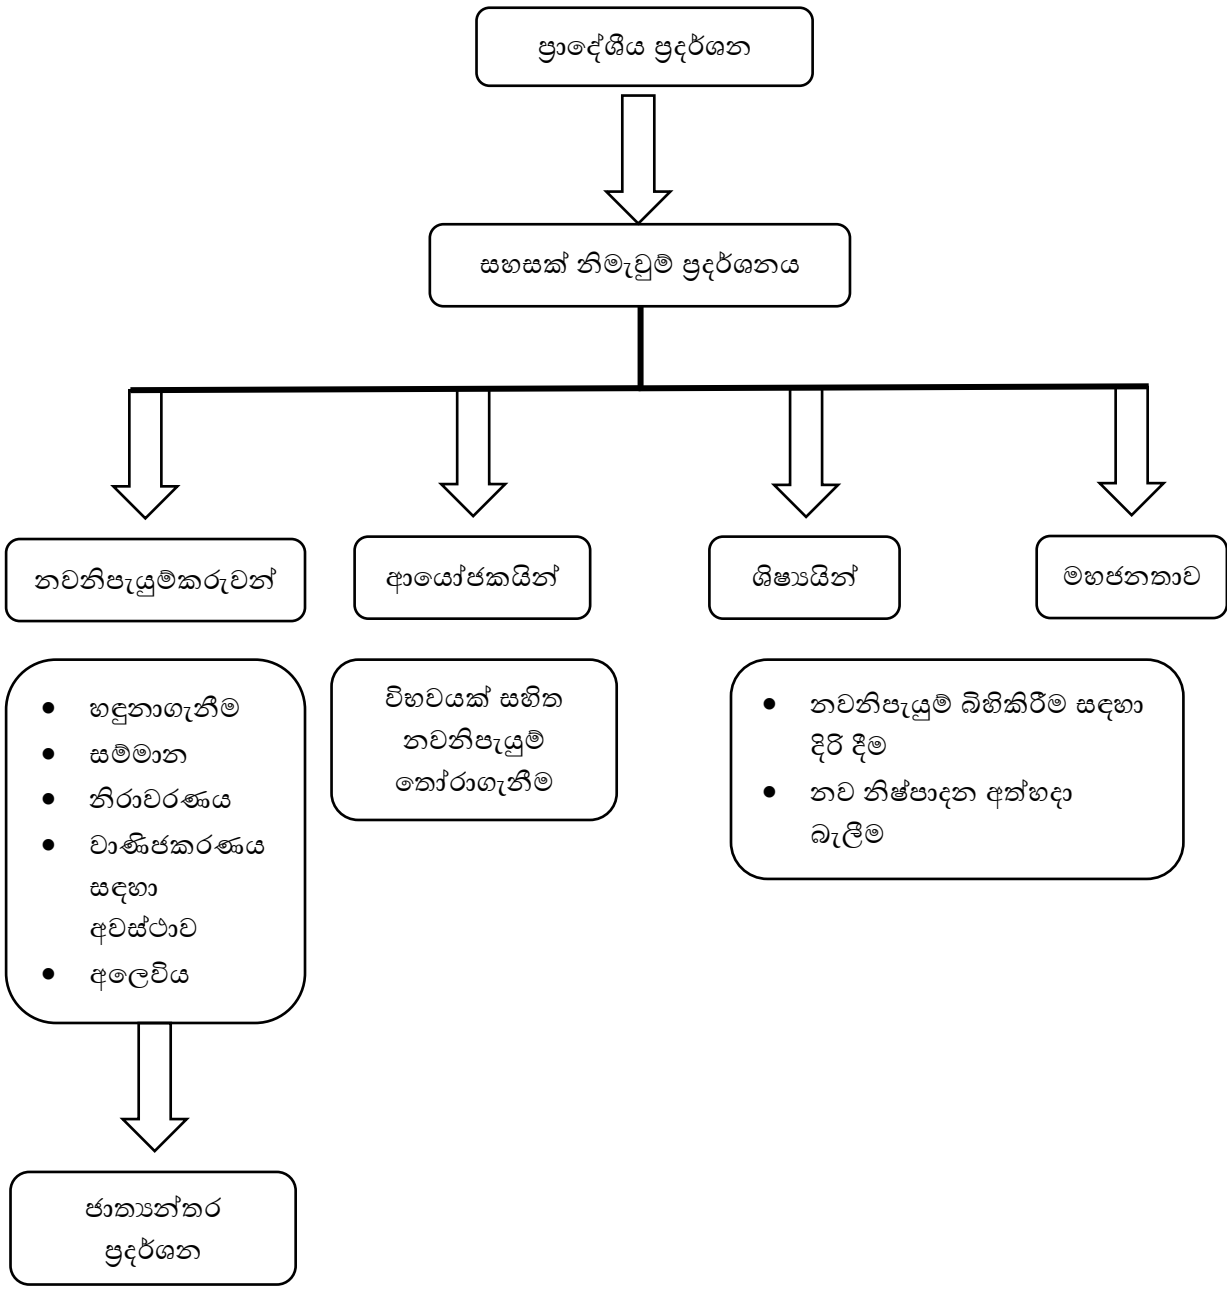 ප්‍රාදේශීය ප්‍රදර්ශන
සහසක් නිමැවුම් ප්‍රදර්ශනය
නවනිපැයුම්කරුවන්
ආයෝජකයින්
ශිෂ්‍යයින්
මහජනතාව
• හඳුනාගැනීම
• සම්මාන
• නිරාවරණය
• වාණිජකරණය
සඳහා
අවස්ථාව
• අලෙවිය
විභවයක් සහිත
නවනිපැයුම්
තෝරාගැනීම
• නවනිපැයුම් බිහිකිරීම සඳහා
දිරි දීම
• නව නිෂ්පාදන අත්හදා
බැලීම
ජාත්‍යන්තර
ප්‍රදර්ශන